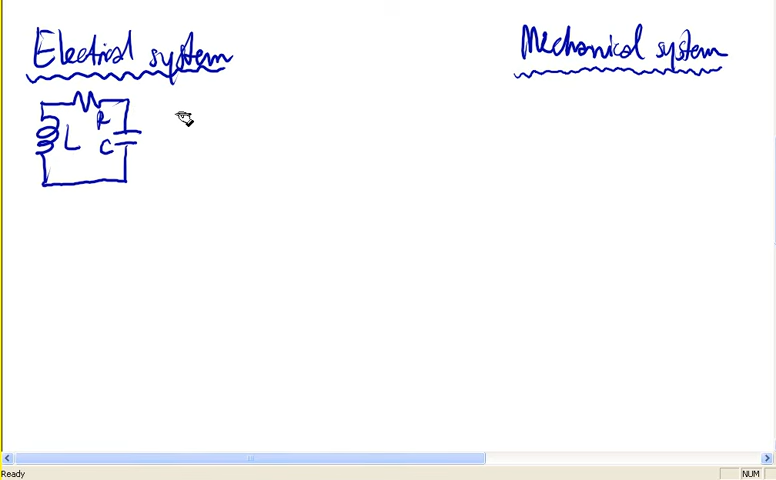 Electrical system
Mechanical system
R
L
C
Ready
NUM